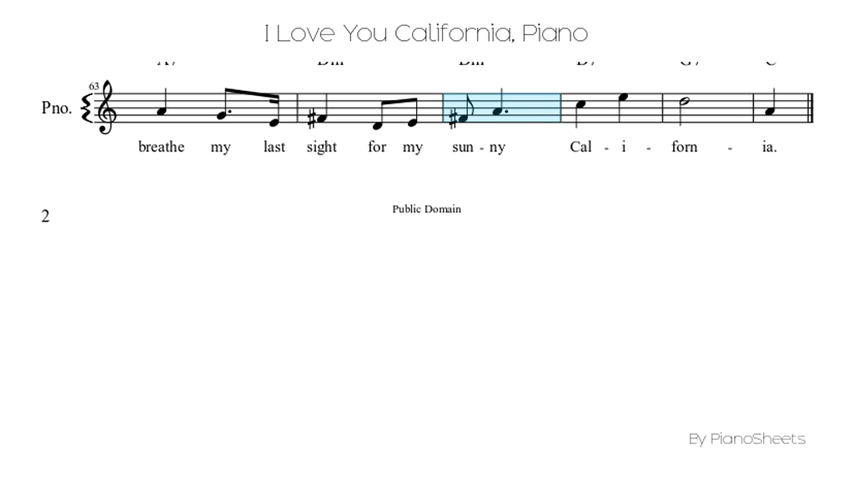 I Love You California, Piano
63
Pno.
breathe my last sight for my sun - ny Cal - i - forn - ia.
Public Domain
2
By PianoSheets